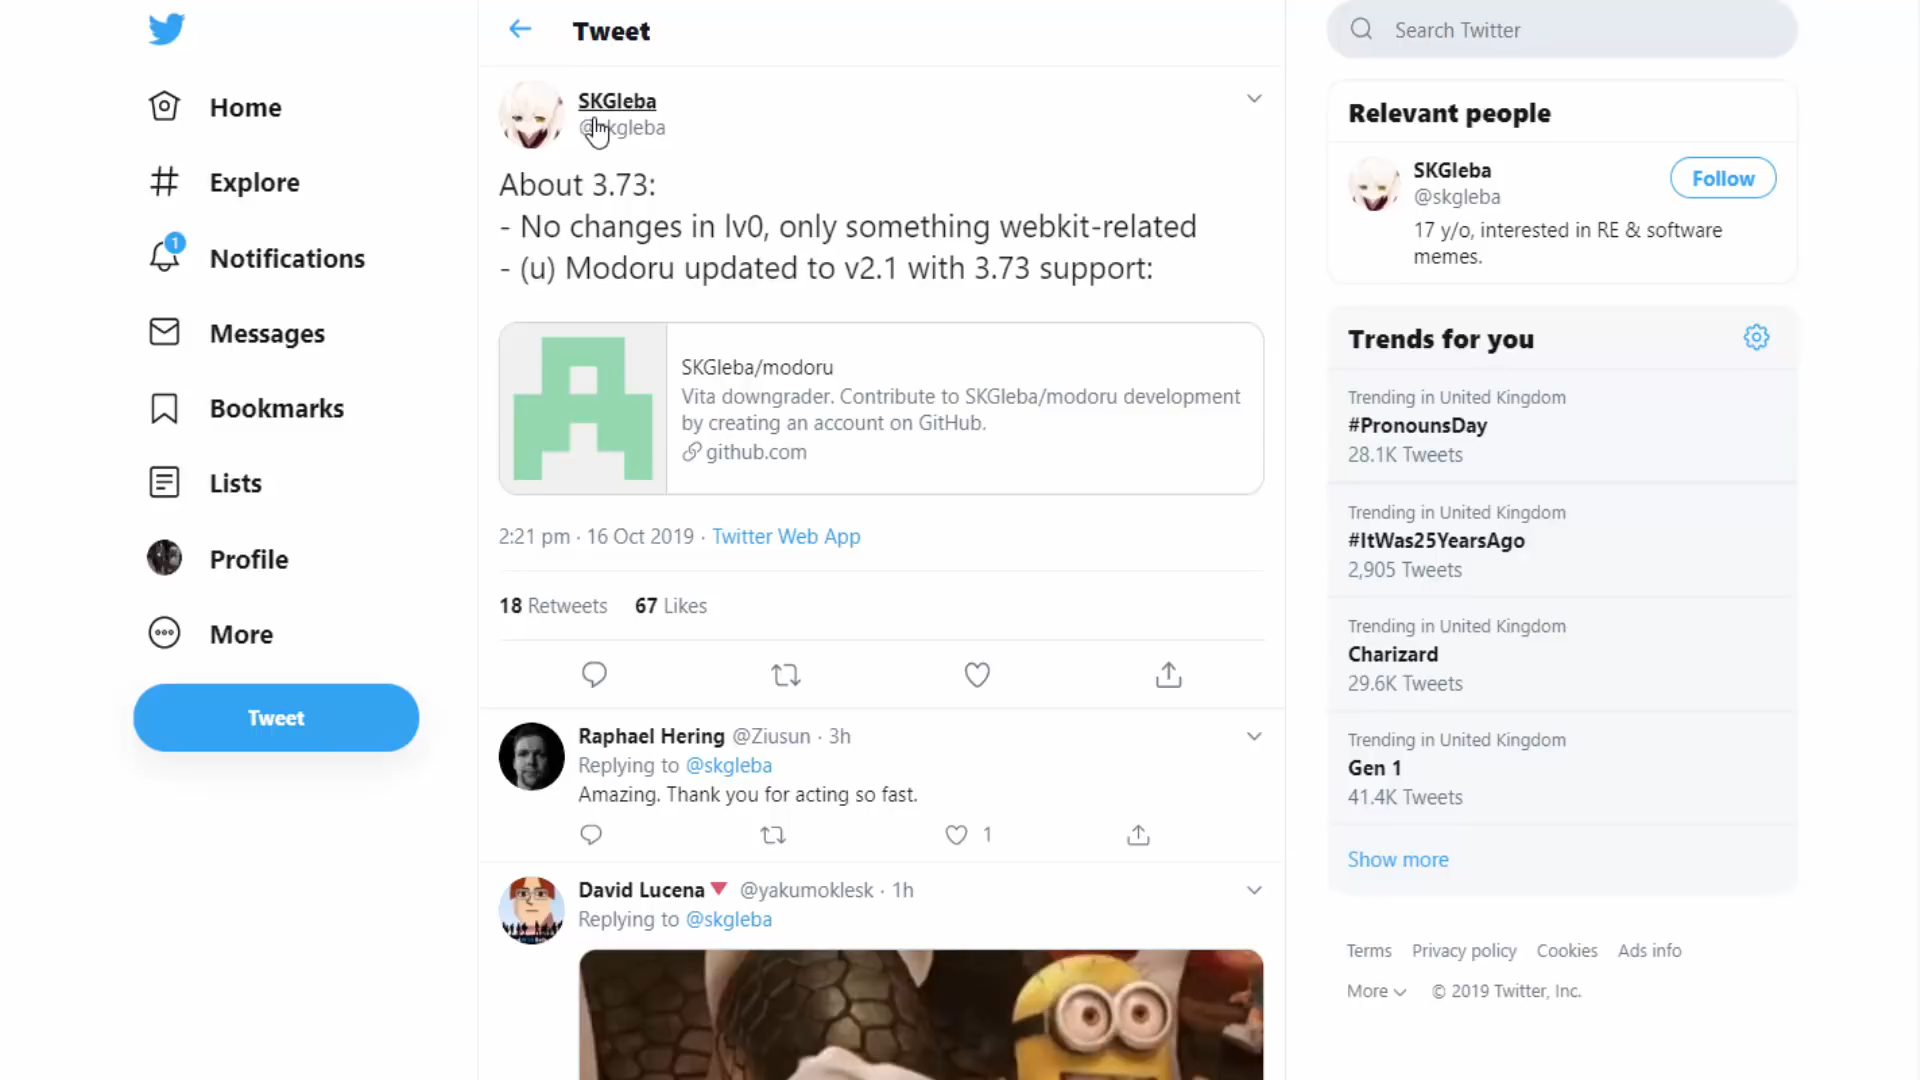 Home
Explore
1
Notifications
Messages
Bookmarks
Lists
Profile
More
Tweet
Tweet
SKGleba
@skgleba
About 3.73:
- No changes in lv0, only something webkit-related
- (u) Modoru updated to v2.1 with 3.73 support:
SKGleba/modoru
Vita downgrader. Contribute to SKGleba/modoru development
by creating an account on GitHub.
github.com
2:21 pm · 16 Oct 2019 · Twitter Web App
18 Retweets 67 Likes
Raphael Hering @Ziusun · 3h
Replying to @skgleba
Amazing. Thank you for acting so fast.
1
David Lucena @yakumoklesk · 1h
Replying to @skgleba
Search Twitter
Relevant people
SKGleba
@skgleba
Follow
17 y/o, interested in RE & software
memes.
Trends for you
Trending in United Kingdom
#PronounsDay
28.1K Tweets
Trending in United Kingdom
#ItWas25YearsAgo
2,905 Tweets
Trending in United Kingdom
Charizard
29.6K Tweets
Trending in United Kingdom
Gen 1
41.4K Tweets
Show more
Terms Privacy policy Cookies Ads info
More © 2019 Twitter, Inc.